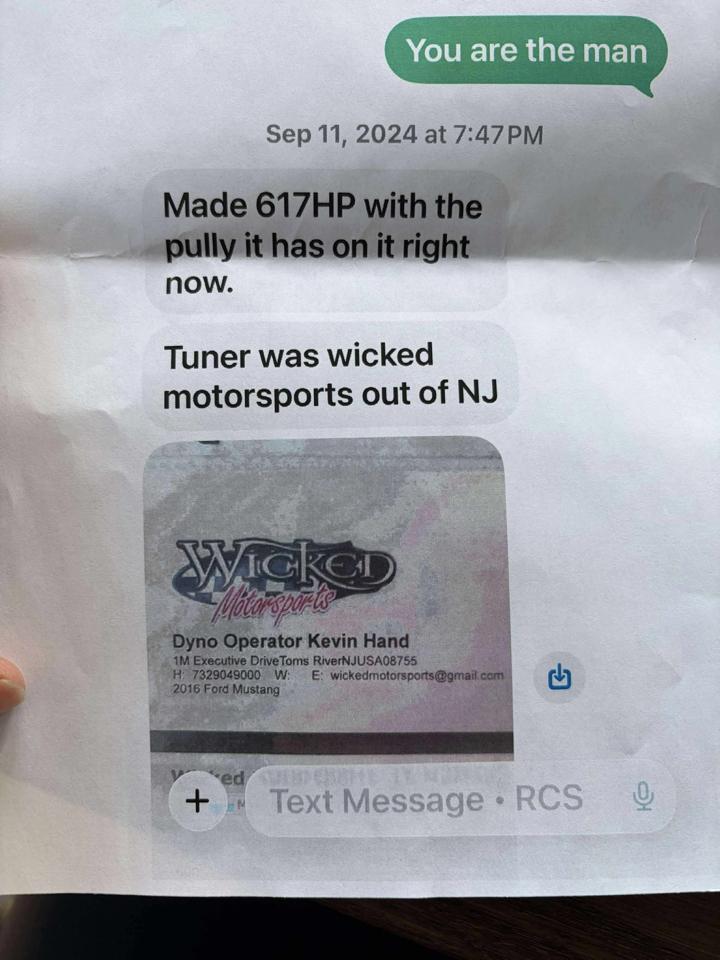 You are the man
Sep 11, 2024 at 7:47 PM
Made 617HP with the
pully it has on it right
now.
Tuner was wicked
motorsports out of NJ
Wicked
Motorsports
Dyno Operator Kevin Hand
1M Executive DriveToms RiverNJUSA08755
H: 7329049000 W: E: wickedmotorsports@gmail.com
2016 Ford Mustang
+ Text Message • RCS